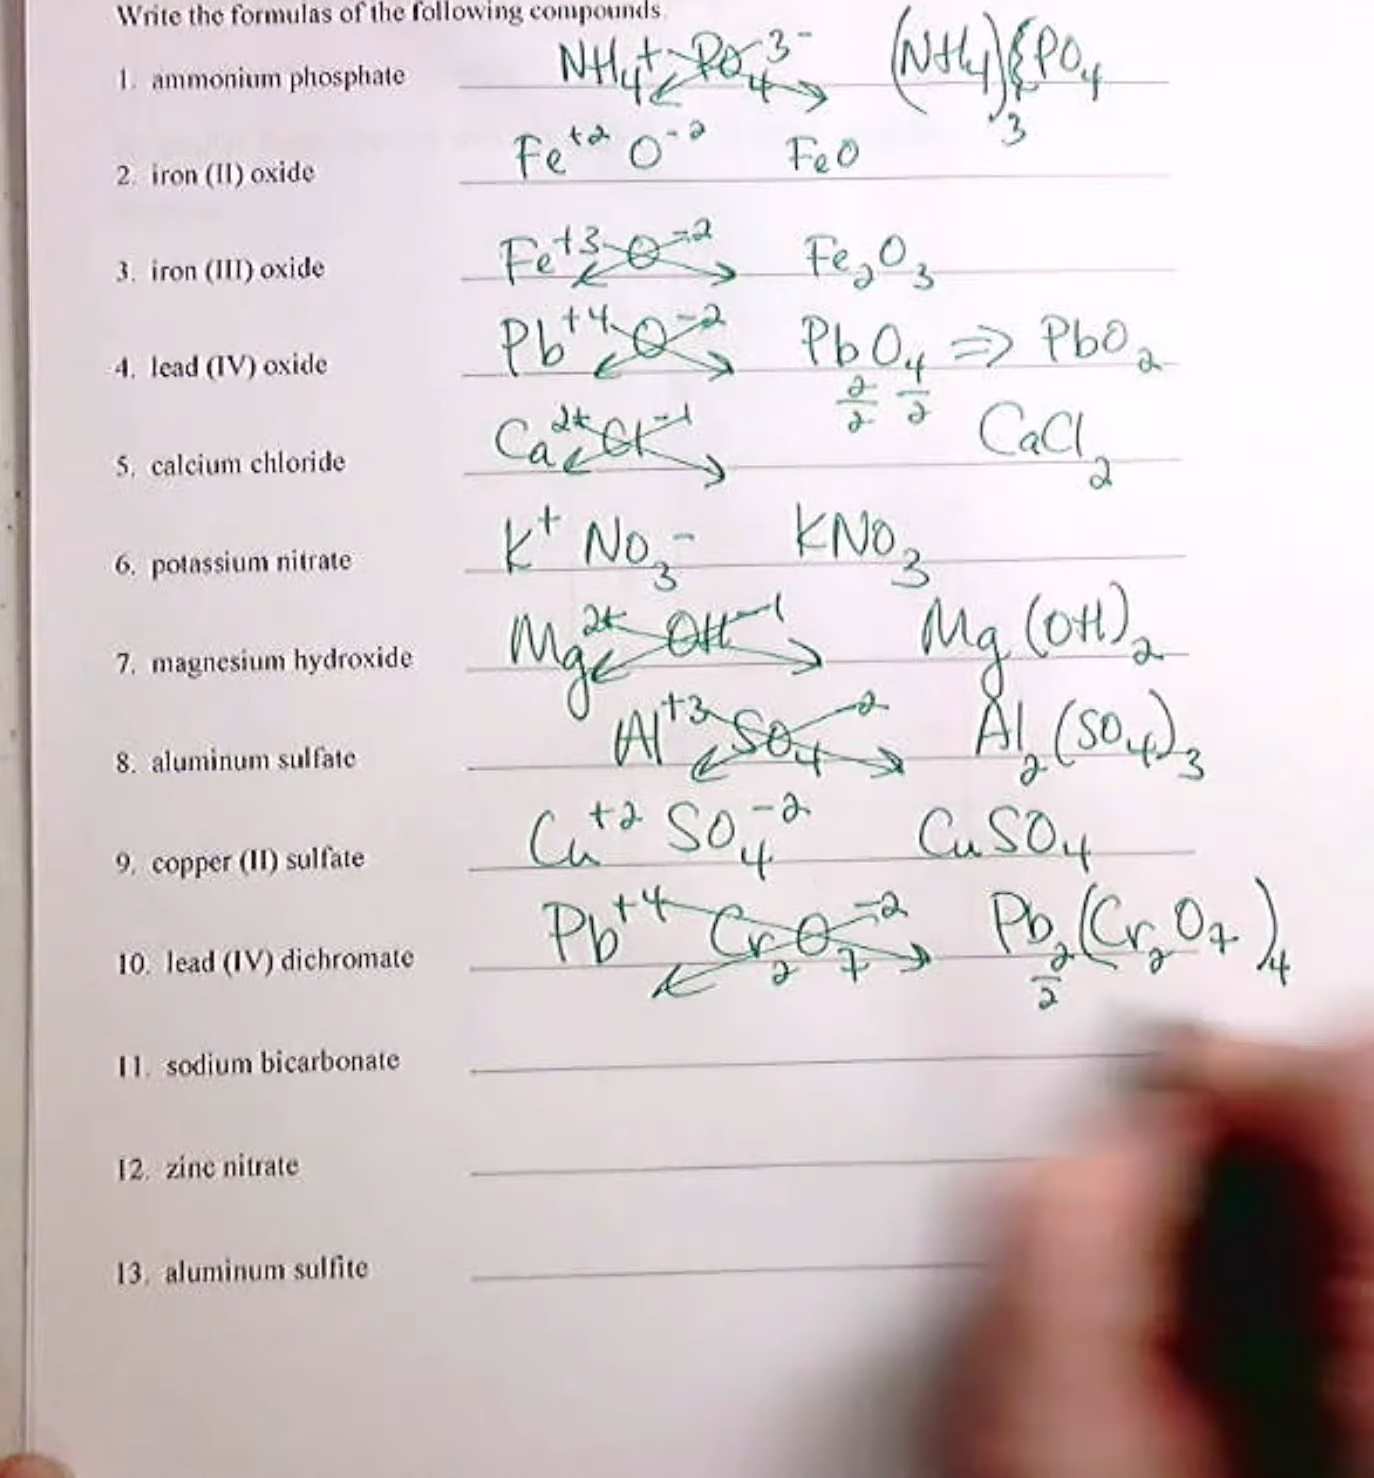 Write the formulas of the following compounds
1. ammonium phosphate NH₄⁺ PO₄³⁻ (NH₄)₃PO₄
2. iron (II) oxide Fe⁺² O⁻² FeO
3. iron (III) oxide Fe⁺³ O⁻² Fe₂O₃
4. lead (IV) oxide Pb⁺⁴ O⁻² Pb₂O₄ ⇒ PbO₂
2 2
5. calcium chloride Ca²⁺ Cl⁻¹ CaCl₂
6. potassium nitrate K⁺ NO₃⁻ KNO₃
7. magnesium hydroxide Mg²⁺ OH⁻¹ Mg(OH)₂
8. aluminum sulfate Al⁺³ SO₄⁻² Al₂(SO₄)₃
9. copper (II) sulfate Cu⁺² SO₄⁻² CuSO₄
10. lead (IV) dichromate Pb⁺⁴ Cr₂O₇⁻² Pb₂(Cr₂O₇)₄
2
11. sodium bicarbonate
12. zinc nitrate
13. aluminum sulfite